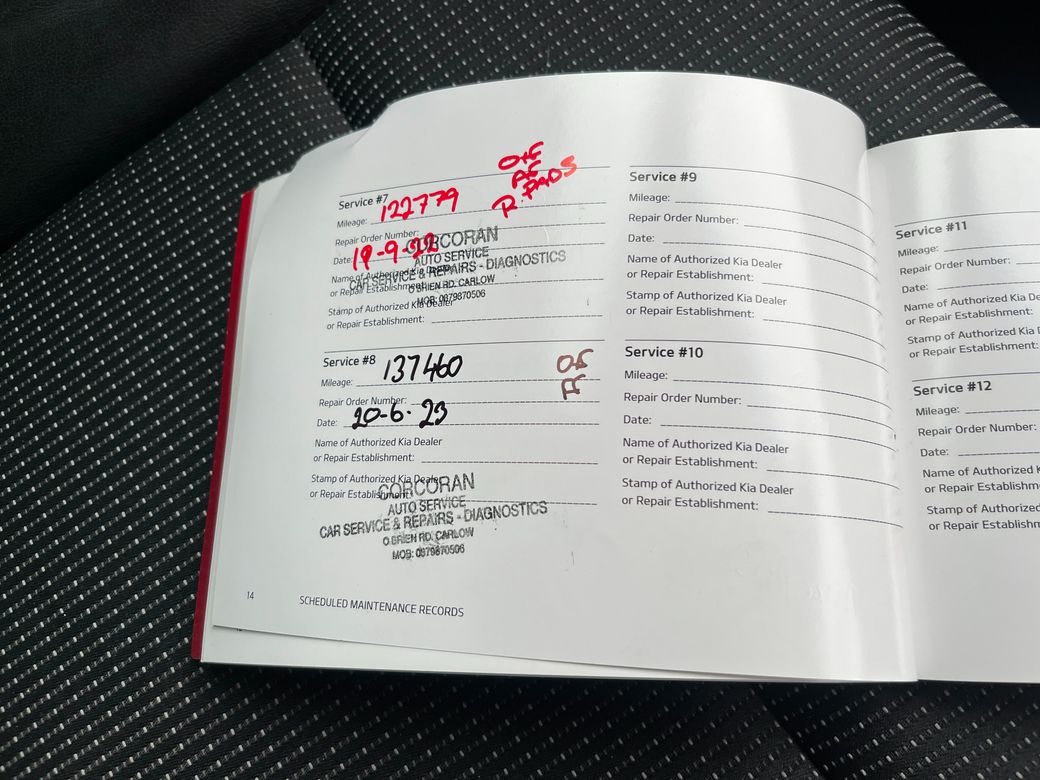 Service #7
Mileage: 122779
O+F
AF
R. PADS
Repair Order Number:
Date: 19-9-22
Name of Authorized Kia Dealer
or Repair Establishment:
Stamp of Authorized Kia Dealer
or Repair Establishment:
CORCORAN
AUTO SERVICE
CAR SERVICE & REPAIRS - DIAGNOSTICS
O BRIEN RD. CARLOW
MOB: 0879870506
Service #8
Mileage: 137460
O+F
FF
Repair Order Number:
Date: 20-6-23
Name of Authorized Kia Dealer
or Repair Establishment:
Stamp of Authorized Kia Dealer
or Repair Establishment:
CORCORAN
AUTO SERVICE
CAR SERVICE & REPAIRS - DIAGNOSTICS
O BRIEN RD. CARLOW
MOB: 0879870506
14 SCHEDULED MAINTENANCE RECORDS
Service #9
Mileage:
Repair Order Number:
Date:
Name of Authorized Kia Dealer
or Repair Establishment:
Stamp of Authorized Kia Dealer
or Repair Establishment:
Service #10
Mileage:
Repair Order Number:
Date:
Name of Authorized Kia Dealer
or Repair Establishment:
Stamp of Authorized Kia Dealer
or Repair Establishment:
Service #11
Mileage:
Repair Order Number:
Date:
Name of Authorized Kia D
or Repair Establishment:
Stamp of Authorized Kia D
or Repair Establishment:
Service #12
Mileage:
Repair Order Number:
Date:
Name of Authorized K
or Repair Establishm
Stamp of Authorized K
or Repair Establishm